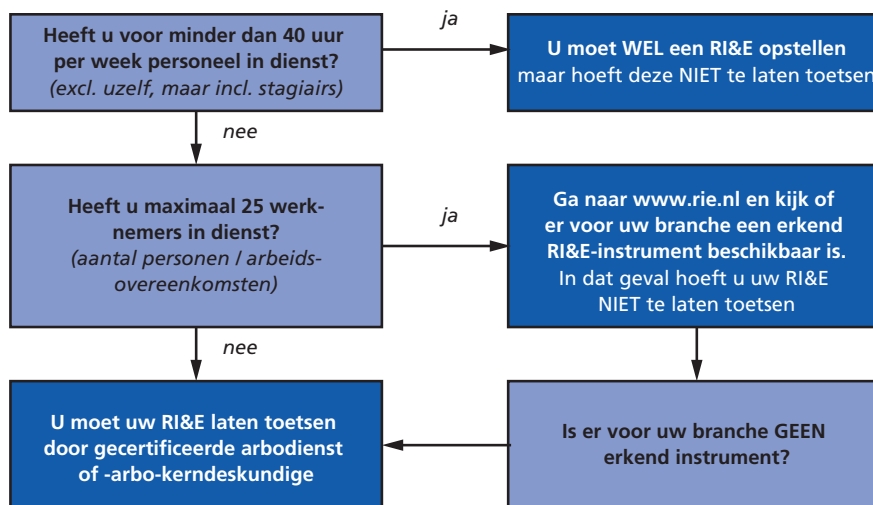 Heeft u voor minder dan 40 uur
per week personeel in dienst?
(excl. uzelf, maar incl. stagiairs)
ja
U moet WEL een RI&E opstellen
maar hoeft deze NIET te laten toetsen
nee
Heeft u maximaal 25 werk-
nemers in dienst?
(aantal personen / arbeids-
overeenkomsten)
ja
Ga naar www.rie.nl en kijk of
er voor uw branche een erkend
RI&E-instrument beschikbaar is.
In dat geval hoeft u uw RI&E
NIET te laten toetsen
nee
U moet uw RI&E laten toetsen
door gecertificeerde arbodienst
of -arbo-kerndeskundige
Is er voor uw branche GEEN
erkend instrument?